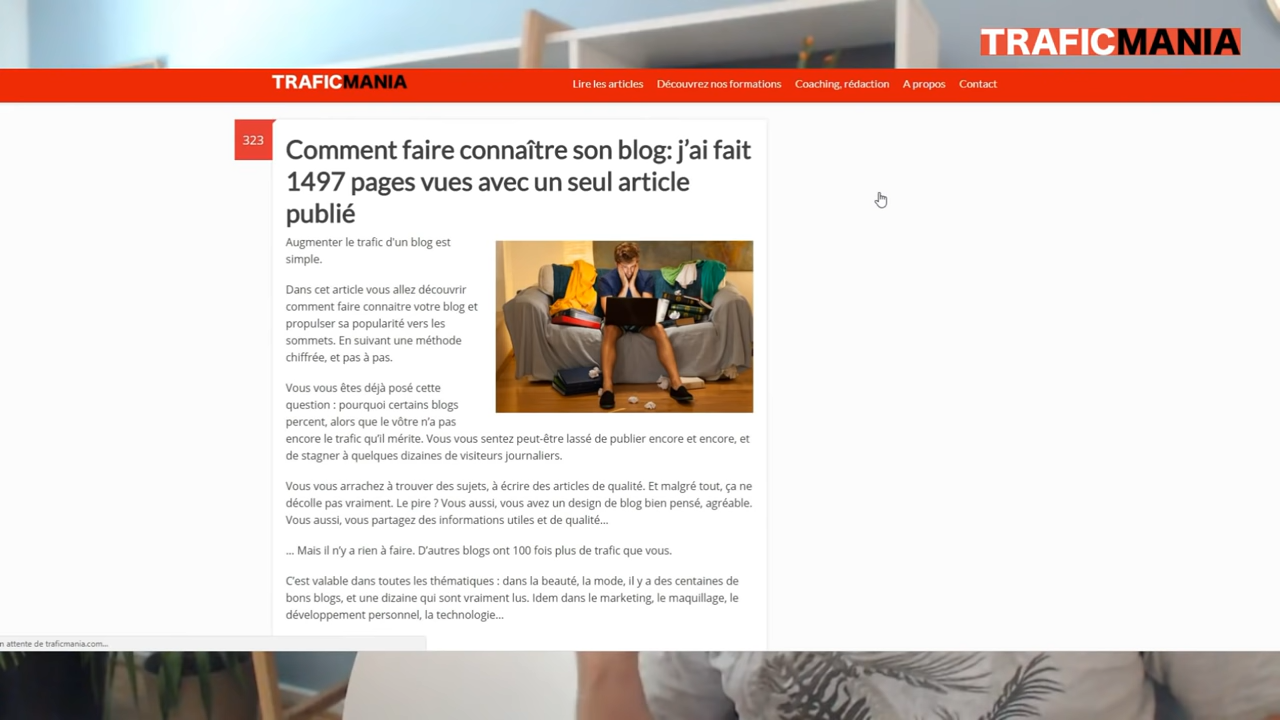 TRAFICMANIA
TRAFICMANIA
Lire les articles
Découvrez nos formations
Coaching, rédaction
A propos
Contact
323
Comment faire connaître son blog: j'ai fait
1497 pages vues avec un seul article
publié
Augmenter le trafic d'un blog est
simple.
Dans cet article vous allez découvrir
comment faire connaitre votre blog et
propulser sa popularité vers les
sommets. En suivant une méthode
chiffrée, et pas à pas.
Vous vous êtes déjà posé cette
question : pourquoi certains blogs
percent, alors que le vôtre n'a pas
encore le trafic qu'il mérite. Vous vous sentez peut-être lassé de publier encore et encore, et
de stagner à quelques dizaines de visiteurs journaliers.
Vous vous arrachez à trouver des sujets, à écrire des articles de qualité. Et malgré tout, ça ne
décolle pas vraiment. Le pire ? Vous aussi, vous avez un design de blog bien pensé, agréable.
Vous aussi, vous partagez des informations utiles et de qualité...
... Mais il n'y a rien à faire. D'autres blogs ont 100 fois plus de trafic que vous.
C'est valable dans toutes les thématiques : dans la beauté, la mode, il y a des centaines de
bons blogs, et une dizaine qui sont vraiment lus. Idem dans le marketing, le maquillage, le
développement personnel, la technologie...
n attente de traficmania.com...